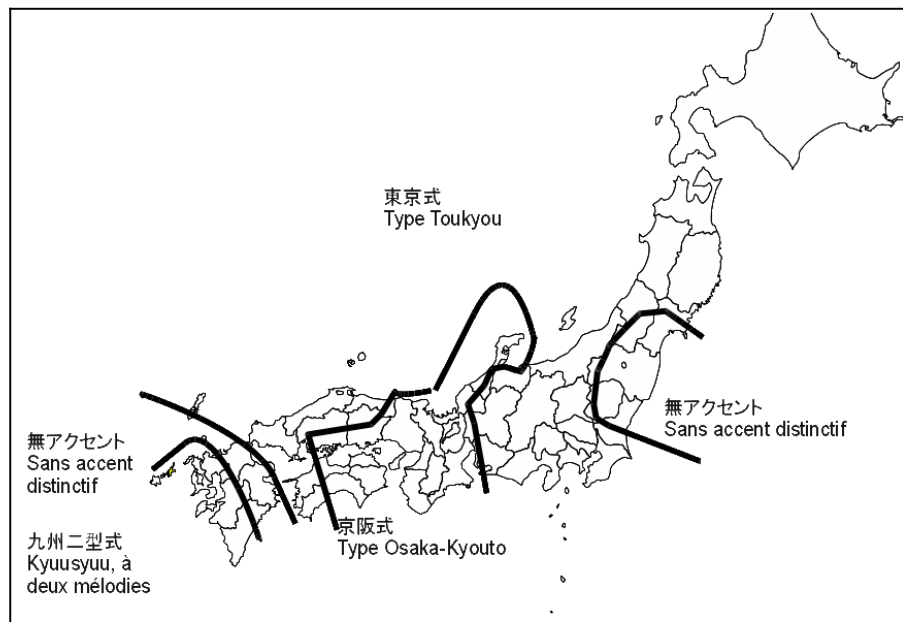 東京式
Type Toukyou
無アクセント
Sans accent distinctif
無アクセント
Sans accent
distinctif
京阪式
Type Osaka-Kyouto
九州二型式
Kyuusyuu, à
deux mélodies